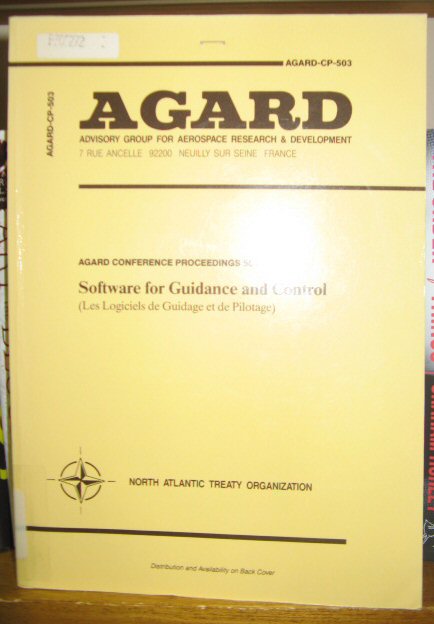 AGARD-CP-503
AGARD-CP-503
AGARD
ADVISORY GROUP FOR AEROSPACE RESEARCH & DEVELOPMENT
7 RUE ANCELLE 92200 NEUILLY SUR SEINE FRANCE
AGARD CONFERENCE PROCEEDINGS
Software for Guidance and Control
(Les Logiciels de Guidage et de Pilotage)
NORTH ATLANTIC TREATY ORGANIZATION
Distribution and Availability on Back Cover